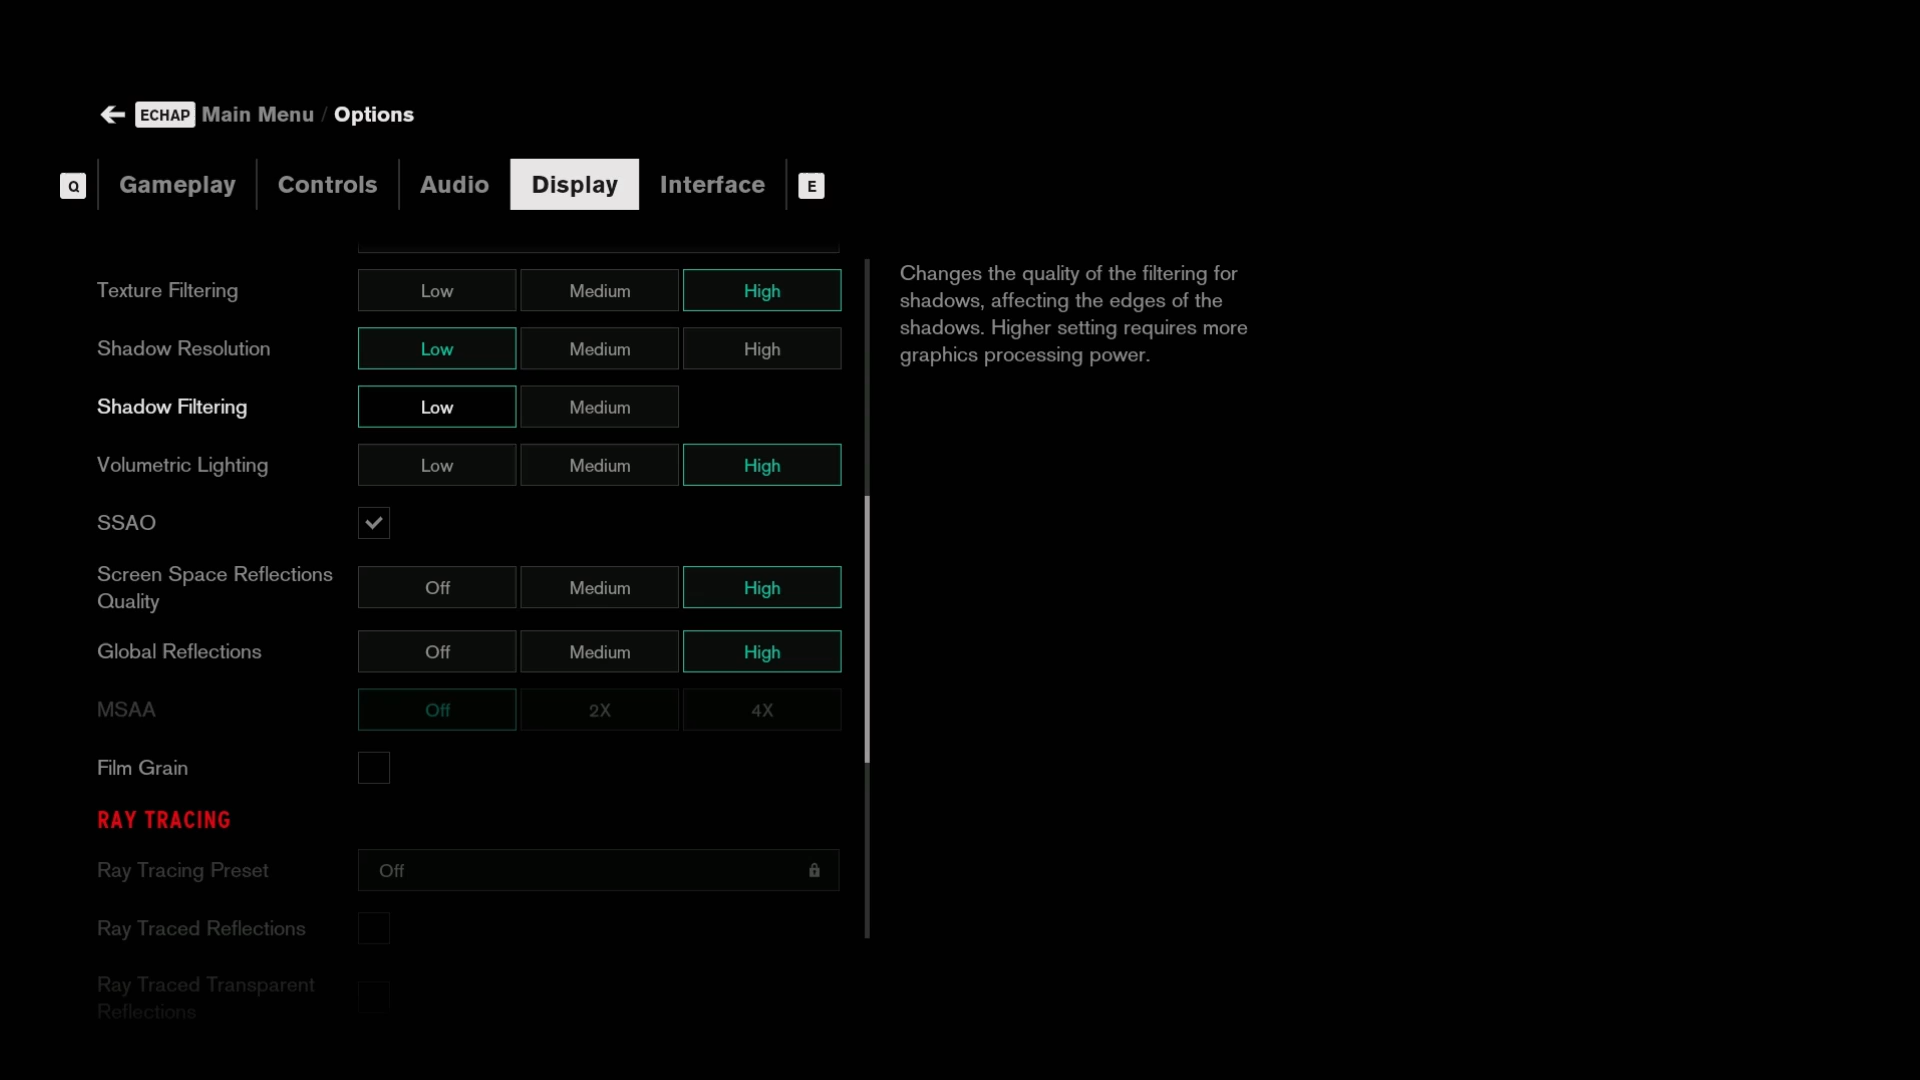 ECHAP Main Menu / Options
Q Gameplay Controls Audio Display Interface E
Texture Filtering Low Medium High
Shadow Resolution Low Medium High
Shadow Filtering Low Medium
Volumetric Lighting Low Medium High
SSAO
Screen Space Reflections
Quality Off Medium High
Global Reflections Off Medium High
MSAA Off 2X 4X
Film Grain
RAY TRACING
Ray Tracing Preset Off
Ray Traced Reflections
Ray Traced Transparent
Reflections
Changes the quality of the filtering for
shadows, affecting the edges of the
shadows. Higher setting requires more
graphics processing power.